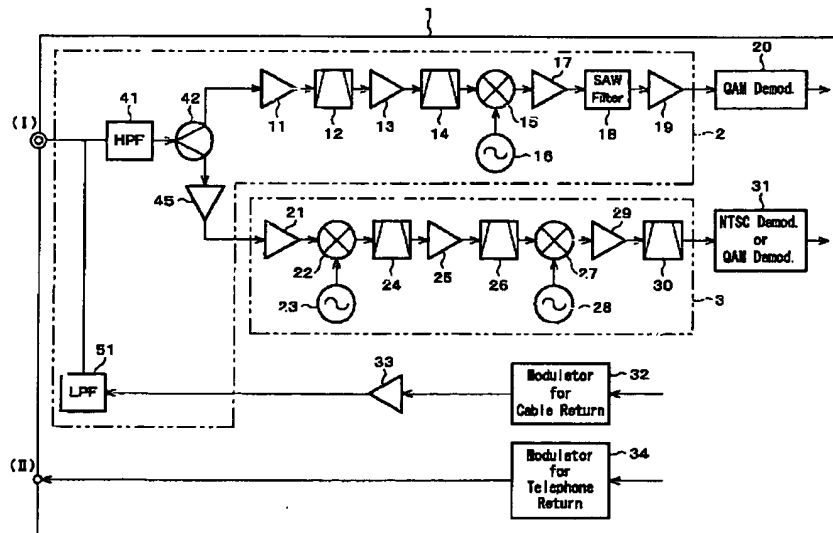 1
(I)
41
HPF
42
11
12
13
14
15
16
17
SAW
Filter
18
19
20
QAM Demod.
2
45
21
22
23
24
25
26
27
28
29
30
31
NTSC Demod.
or
QAM Demod.
3
51
LPF
33
32
Modulator
for
Cable Return
(II)
34
Modulator
for
Telephone
Return